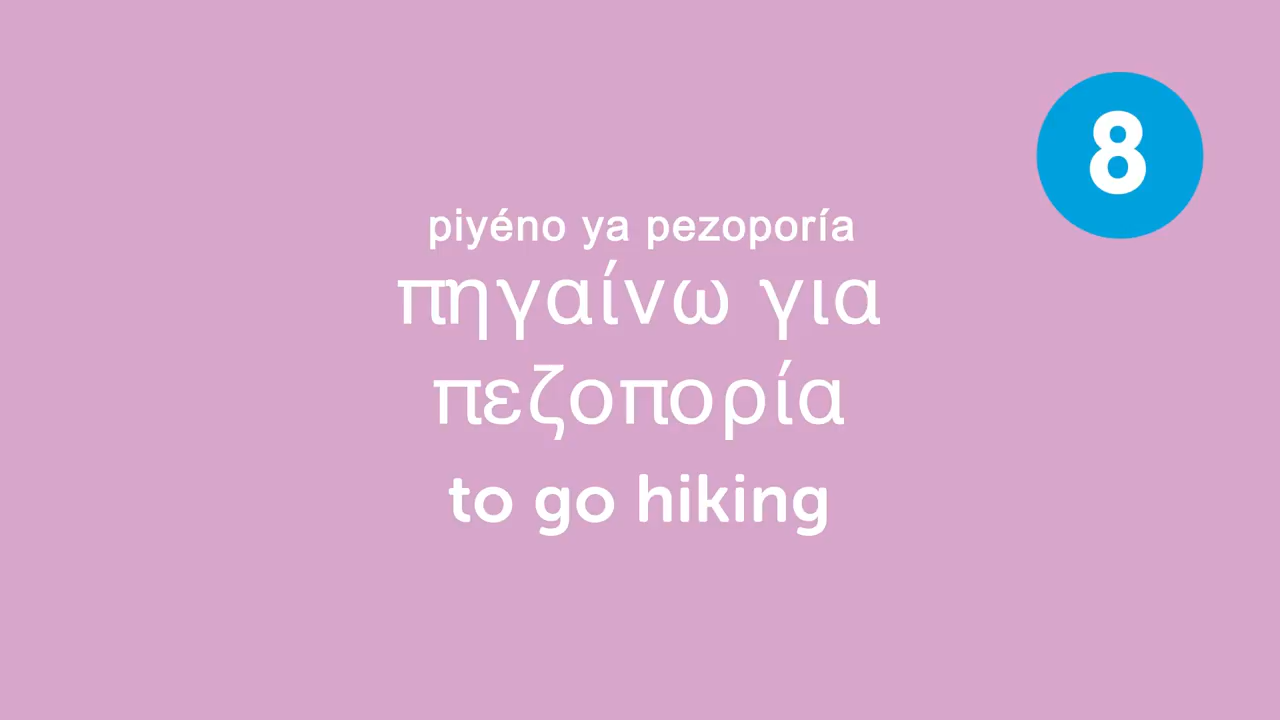 8
piyéno ya pezoporía
πηγαίνω για
πεζοπορία
to go hiking